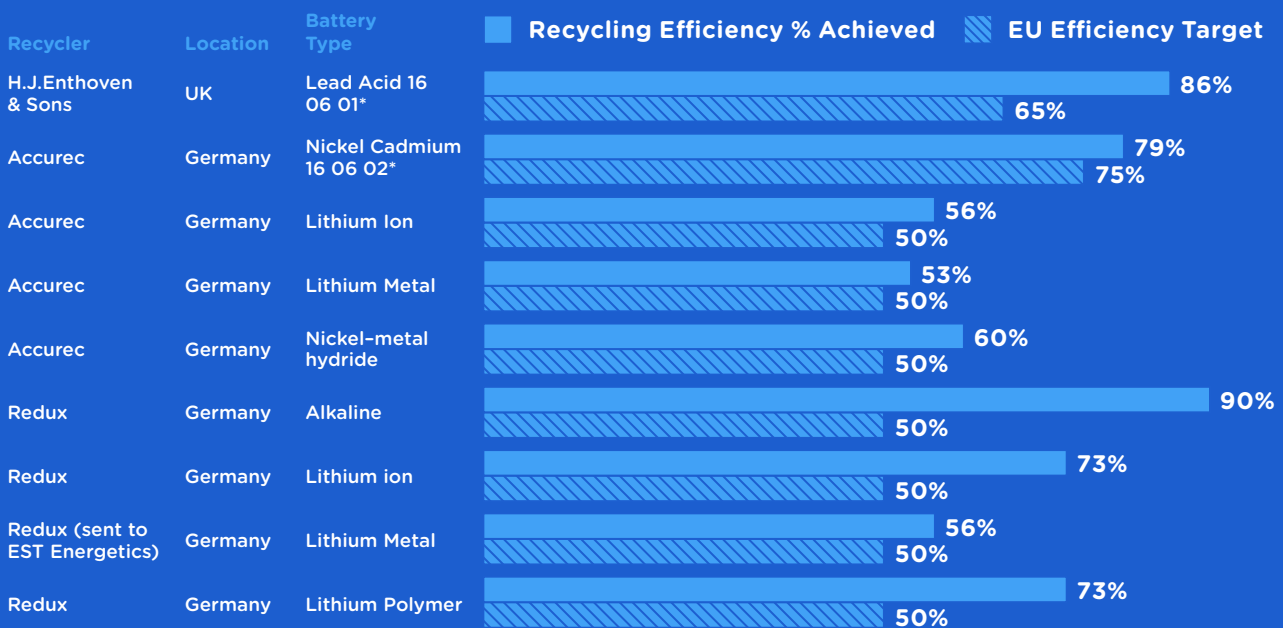 Recycler
Location
Battery
Type
Recycling Efficiency % Achieved
EU Efficiency Target
H.J.Enthoven
& Sons
UK
Lead Acid 16
06 01*
86%
65%
Accurec
Germany
Nickel Cadmium
16 06 02*
79%
75%
Accurec
Germany
Lithium Ion
56%
50%
Accurec
Germany
Lithium Metal
53%
50%
Accurec
Germany
Nickel–metal
hydride
60%
50%
Redux
Germany
Alkaline
90%
50%
Redux
Germany
Lithium ion
73%
50%
Redux (sent to
EST Energetics)
Germany
Lithium Metal
56%
50%
Redux
Germany
Lithium Polymer
73%
50%